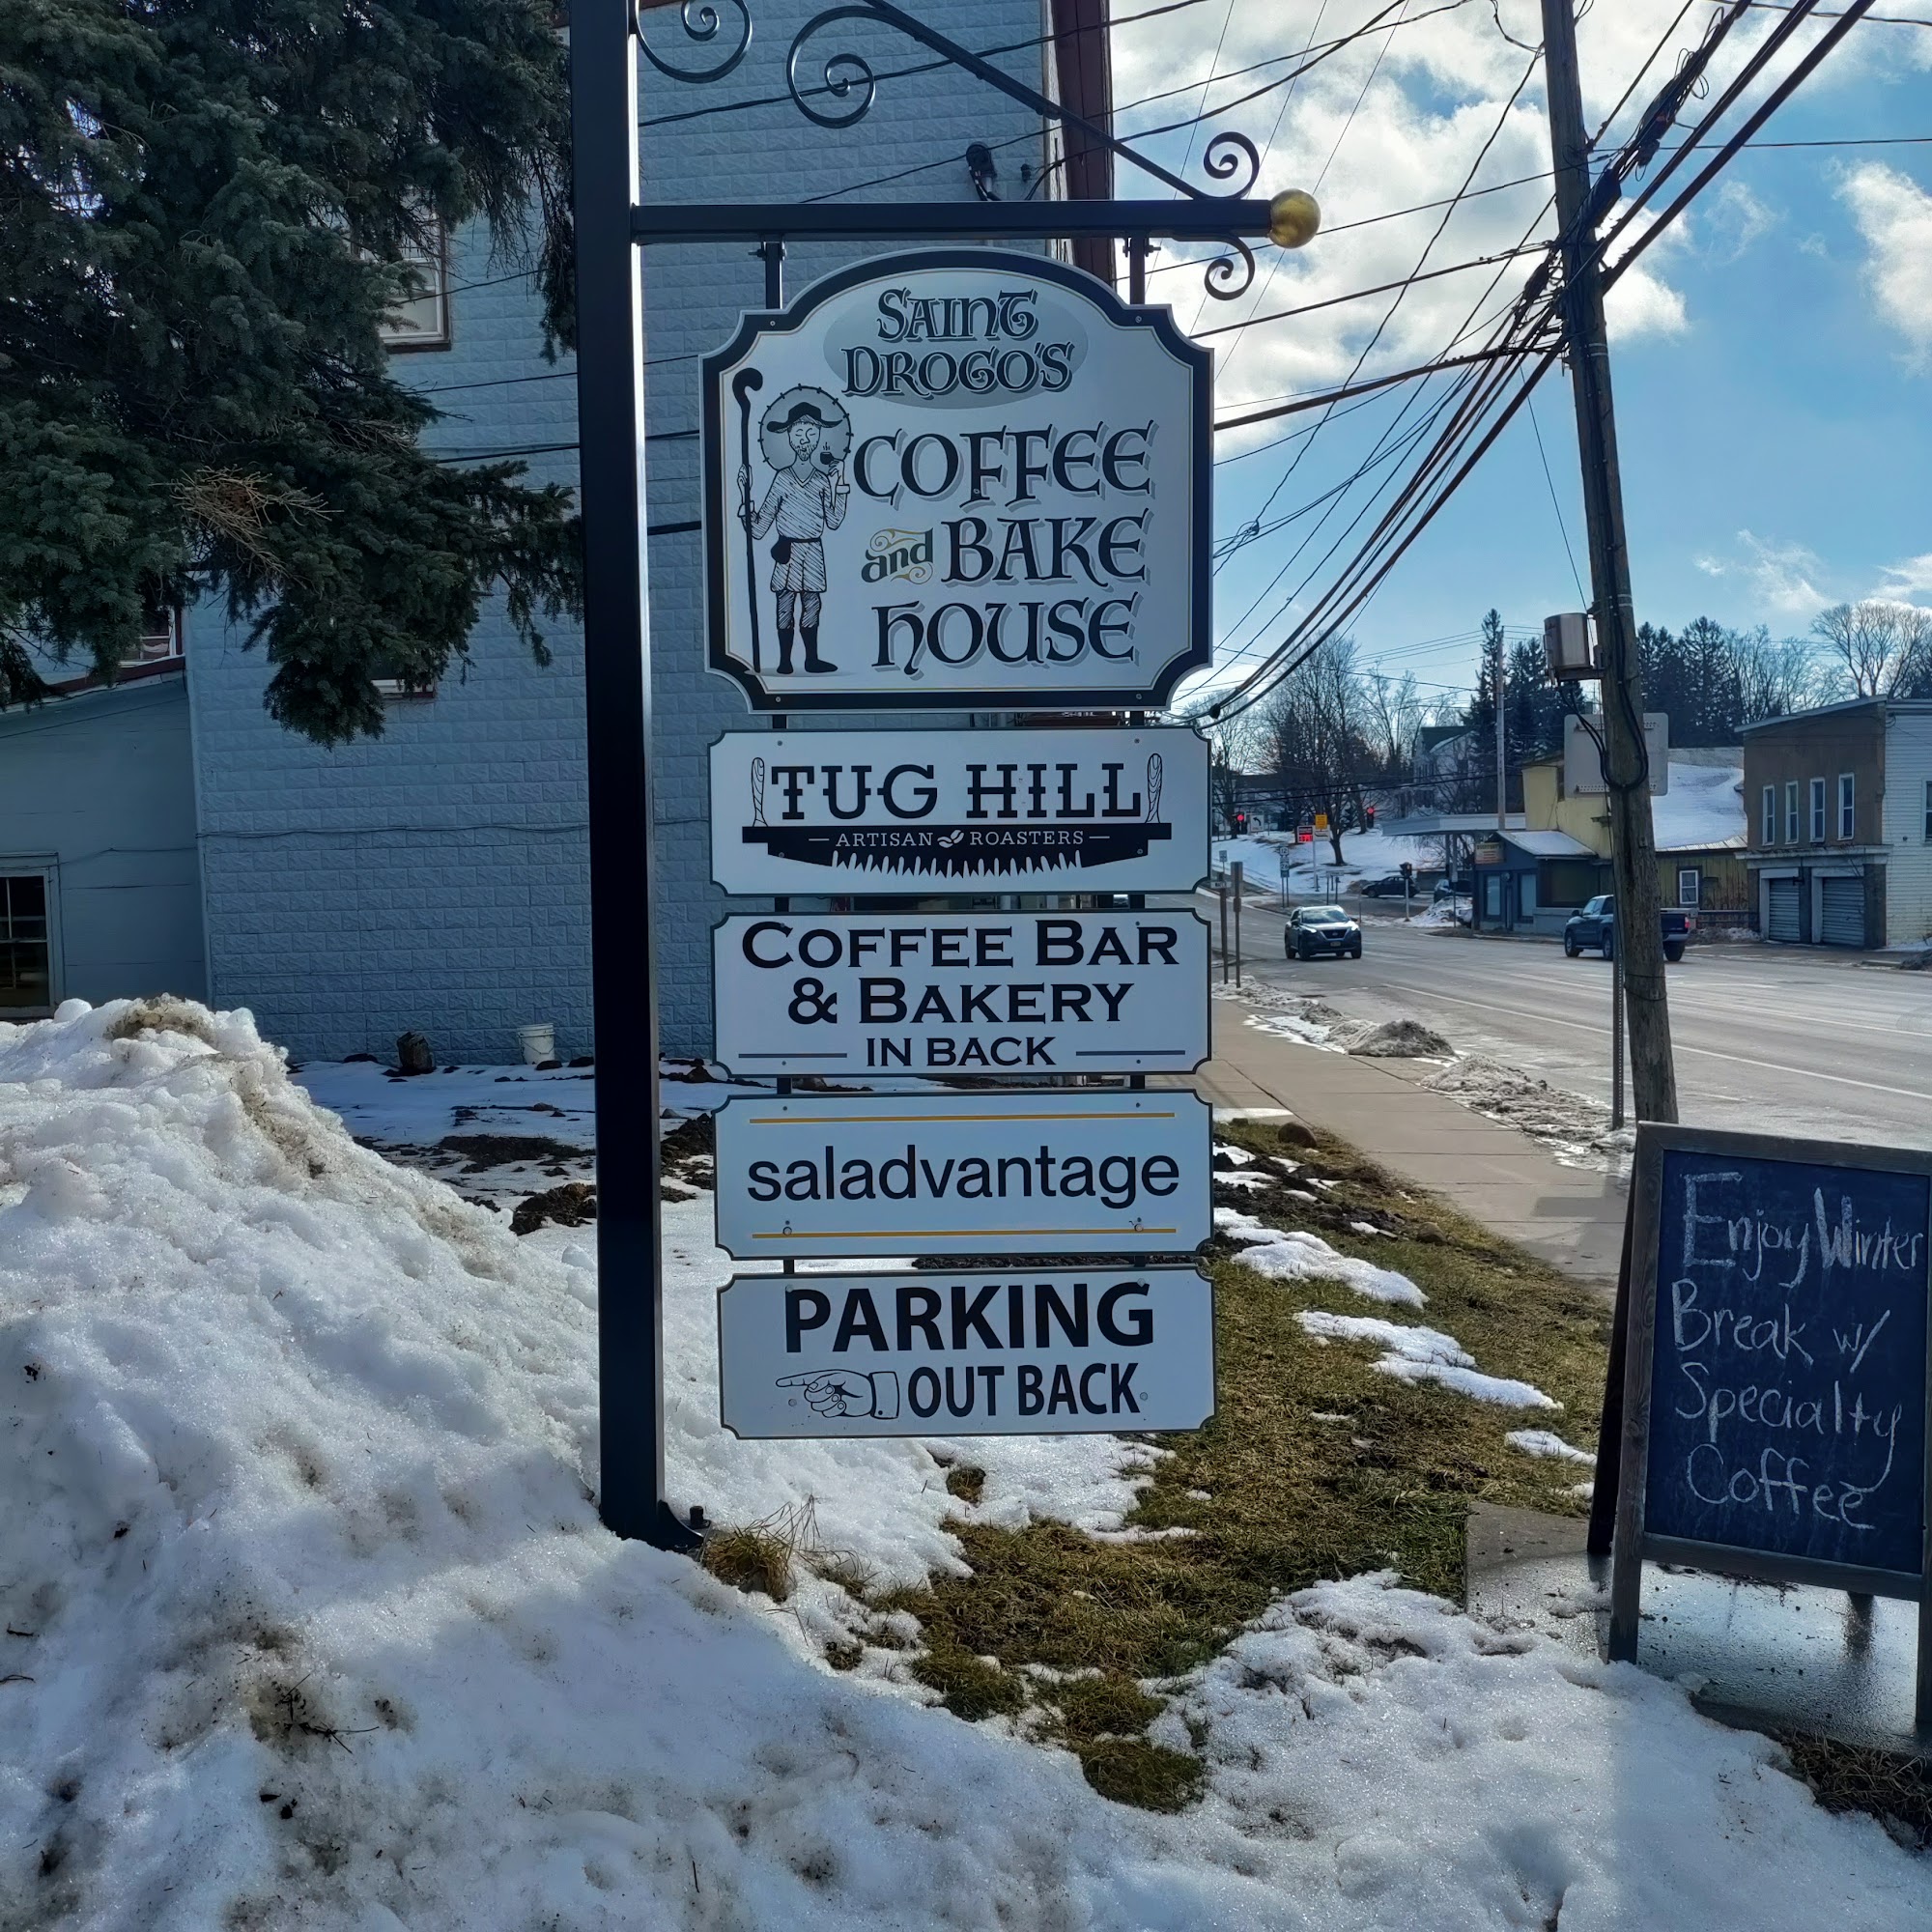 SAINT
DROGO'S
COFFEE
and BAKE
HOUSE
TUG HILL
ARTISAN ROASTERS
COFFEE BAR
& BAKERY
IN BACK
saladvantage
PARKING
OUT BACK
Enjoy Winter
Break w/
Specialty
Coffee